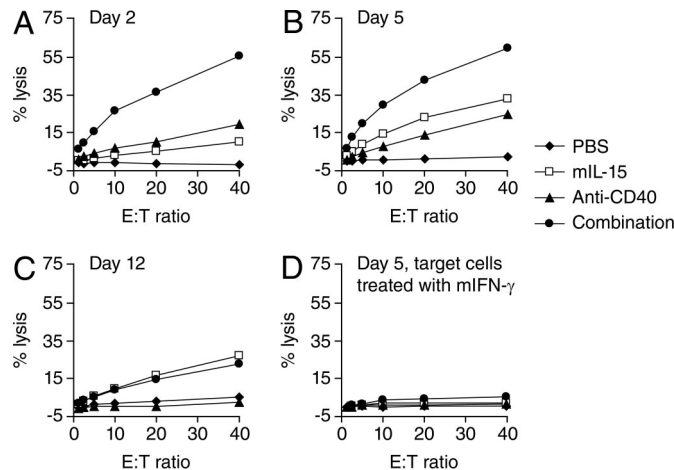 A
Day 2
75
55
35
15
-5
% lysis
0
10
20
30
40
E:T ratio
B
Day 5
75
55
35
15
-5
% lysis
0
10
20
30
40
E:T ratio
PBS
mIL-15
Anti-CD40
Combination
C
Day 12
75
55
35
15
-5
% lysis
0
10
20
30
40
E:T ratio
D
Day 5, target cells
treated with mIFN-γ
75
55
35
15
-5
% lysis
0
10
20
30
40
E:T ratio